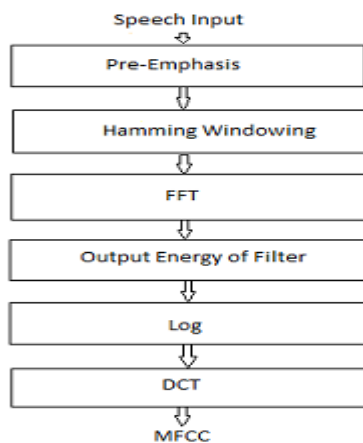 Speech Input
Pre-Emphasis
Hamming Windowing
FFT
Output Energy of Filter
Log
DCT
MFCC